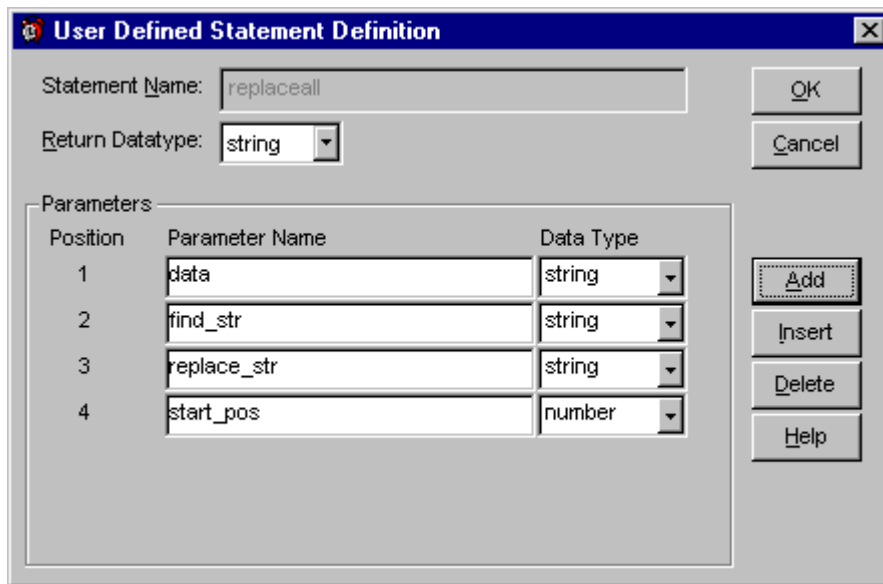 User Defined Statement Definition
Statement Name: replaceall OK
Return Datatype: string Cancel
Parameters
Position Parameter Name Data Type
1 data string Add
2 find_str string Insert
3 replace_str string Delete
4 start_pos number Help